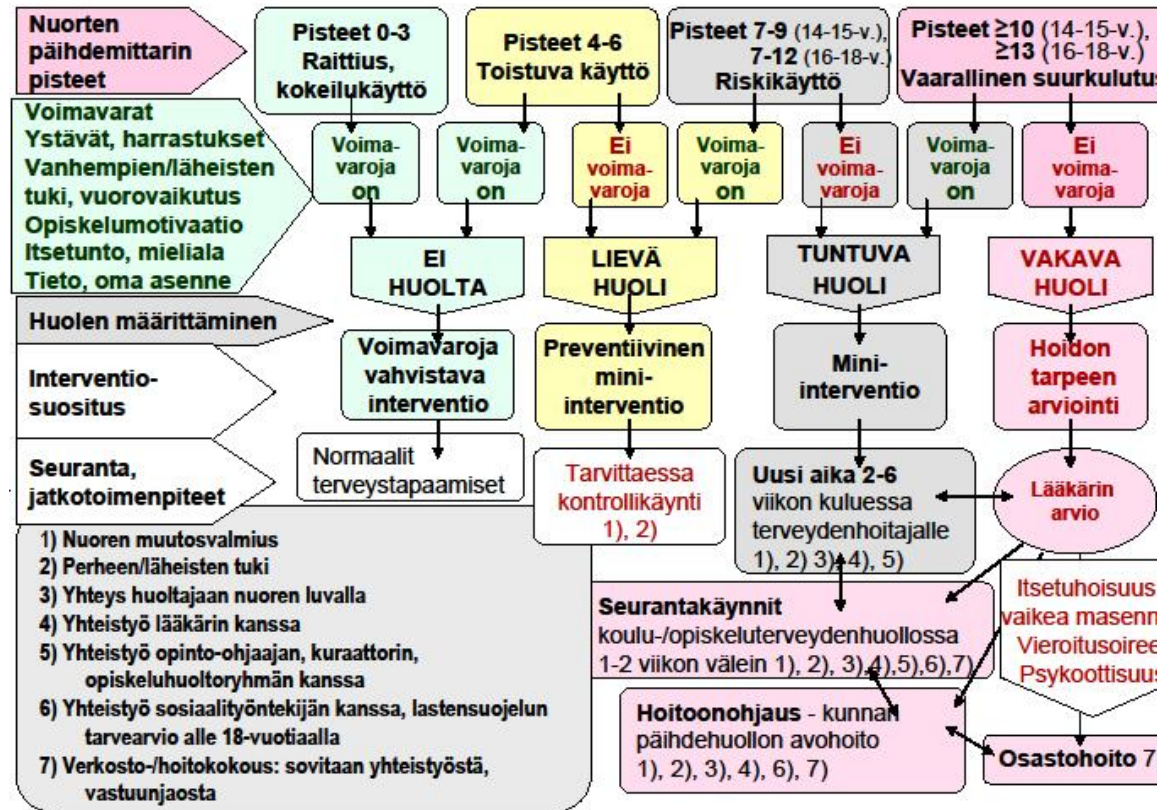 Nuorten
päihdemittarin
pisteet
Pisteet 0-3
Raittius,
kokeilukäyttö
Pisteet 4-6
Toistuva käyttö
Pisteet 7-9 (14-15-v.),
7-12 (16-18-v.)
Riskikäyttö
Pisteet ≥10 (14-15-v.),
≥13 (16-18-v.)
Vaarallinen suurkulutus
Voimavarat
Ystävät, harrastukset
Vanhempien/läheisten
tuki, vuorovaikutus
Opiskelumotivaatio
Itsetunto, mieliala
Tieto, oma asenne
Voima-
varoja
on
Voima-
varoja
on
Ei
voima-
varoja
Voima-
varoja
on
Ei
voima-
varoja
Voima-
varoja
on
Ei
voima-
varoja
EI
HUOLTA
LIEVÄ
HUOLI
TUNTUVA
HUOLI
VAKAVA
HUOLI
Huolen määrittäminen
Interventio-
suositus
Voimavaroja
vahvistava
interventio
Preventiivinen
mini-
interventio
Mini-
interventio
Hoidon
tarpeen
arviointi
Seuranta,
jatkotoimenpiteet
Normaalit
terveystapaamiset
Tarvittaessa
kontrollikäynti
1), 2)
Uusi aika 2-6
viikon kuluessa
terveydenhoitajalle
1), 2) 3), 4), 5)
Lääkärin
arvio
1) Nuoren muutosvalmius
2) Perheen/läheisten tuki
3) Yhteys huoltajaan nuoren luvalla
4) Yhteistyö lääkärin kanssa
5) Yhteistyö opinto-ohjaajan, kuraattorin,
opiskeluhuoltoryhmän kanssa
6) Yhteistyö sosiaalityöntekijän kanssa, lastensuojelun
tarvearvio alle 18-vuotiaalla
7) Verkosto-/hoitokokous: sovitaan yhteistyöstä,
vastuunjaosta
Seurantakäynnit
koulu-/opiskeluterveydenhuollossa
1-2 viikon välein 1), 2), 3),4),5),6),7)
Itsetuhoisuus
vaikea masennu
Vieroitusoiree
Psykoottisuus
Hoitoonohjaus - kunnan
päihdehuollon avohoito
1), 2), 3), 4), 6), 7)
Osastohoito 7